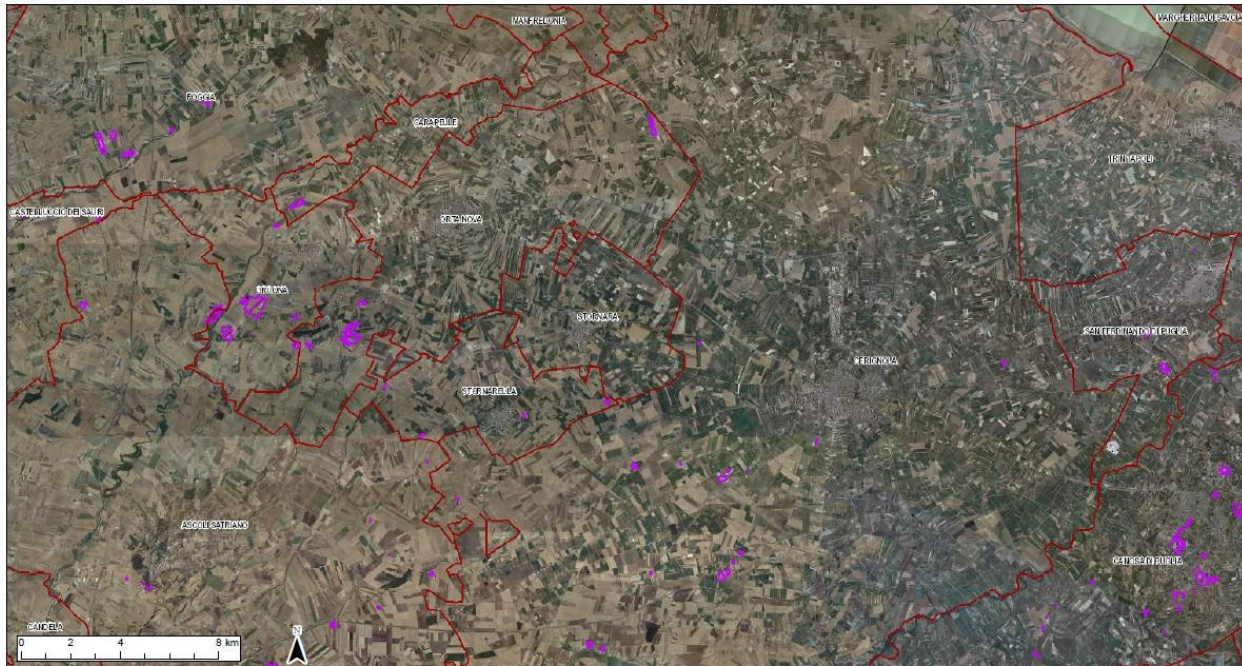 MANFREDONIA
MARGHERITA DI SAVOIA
FOGGIA
CARAPELLE
TRINITAPOLI
CASTELLUCCIO DEI SAURI
ORTA NOVA
ORDONA
STORNARA
SAN FERDINANDO DI PUGLIA
CERIGNOLA
STORNARELLA
ASCOLI SATRIANO
CANOSA DI PUGLIA
CANDELA
0 2 4 8 km
N